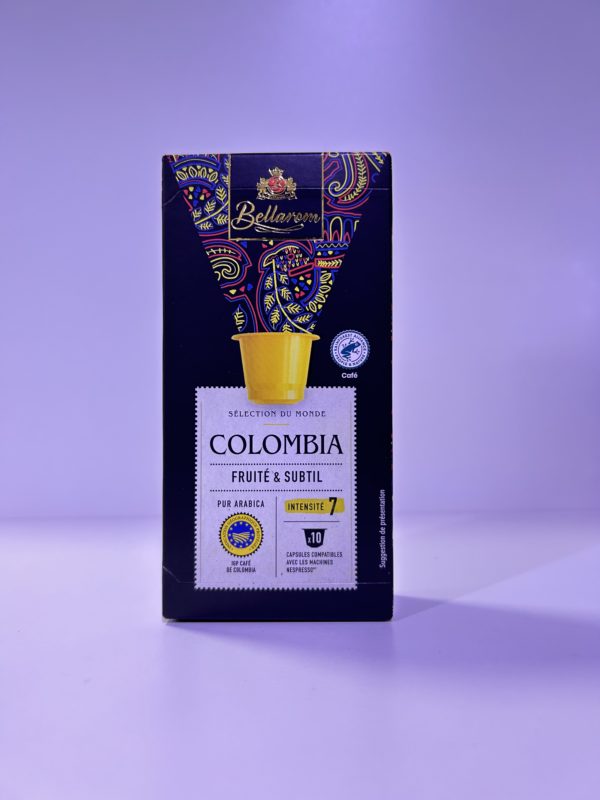 Bellarom
Café
SÉLECTION DU MONDE
COLOMBIA
FRUITÉ & SUBTIL
PUR ARABICA
INTENSITÉ 7
x10
IGP CAFÉ
DE COLOMBIA
CAPSULES COMPATIBLES
AVEC LES MACHINES
NESPRESSO
Suggestion de présentation